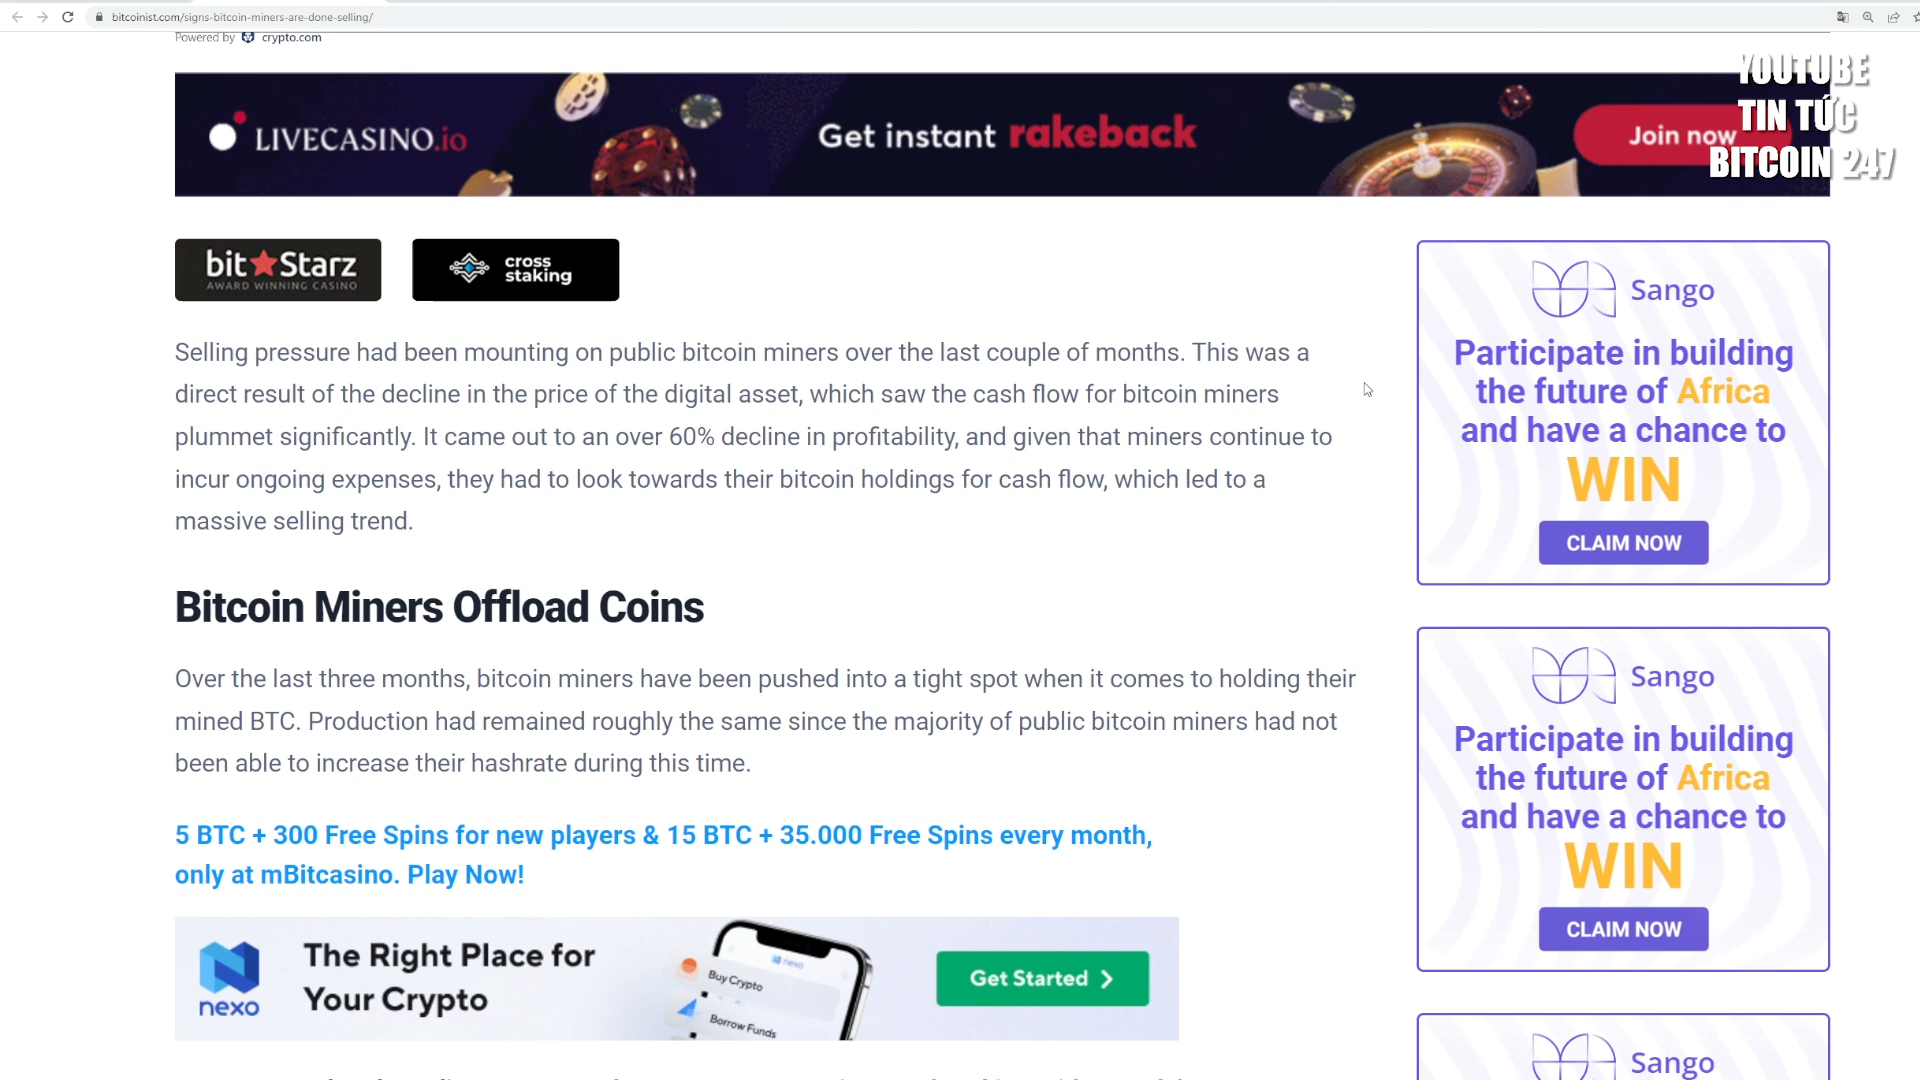 bitcoinist.com/signs-bitcoin-miners-are-done-selling/
Powered by crypto.com
YOUTUBE
TIN TỨC
BITCOIN 247
LIVECASINO.io
Get instant rakeback
Join now
bit Starz
AWARD WINNING CASINO
cross
staking
Selling pressure had been mounting on public bitcoin miners over the last couple of months. This was a
direct result of the decline in the price of the digital asset, which saw the cash flow for bitcoin miners
plummet significantly. It came out to an over 60% decline in profitability, and given that miners continue to
incur ongoing expenses, they had to look towards their bitcoin holdings for cash flow, which led to a
massive selling trend.
Bitcoin Miners Offload Coins
Over the last three months, bitcoin miners have been pushed into a tight spot when it comes to holding their
mined BTC. Production had remained roughly the same since the majority of public bitcoin miners had not
been able to increase their hashrate during this time.
5 BTC + 300 Free Spins for new players & 15 BTC + 35.000 Free Spins every month,
only at mBitcasino. Play Now!
nexo
The Right Place for
Your Crypto
nexo
Buy Crypto
Borrow Funds
Get Started
Sango
Participate in building
the future of Africa
and have a chance to
WIN
CLAIM NOW
Sango
Participate in building
the future of Africa
and have a chance to
WIN
CLAIM NOW
Sango